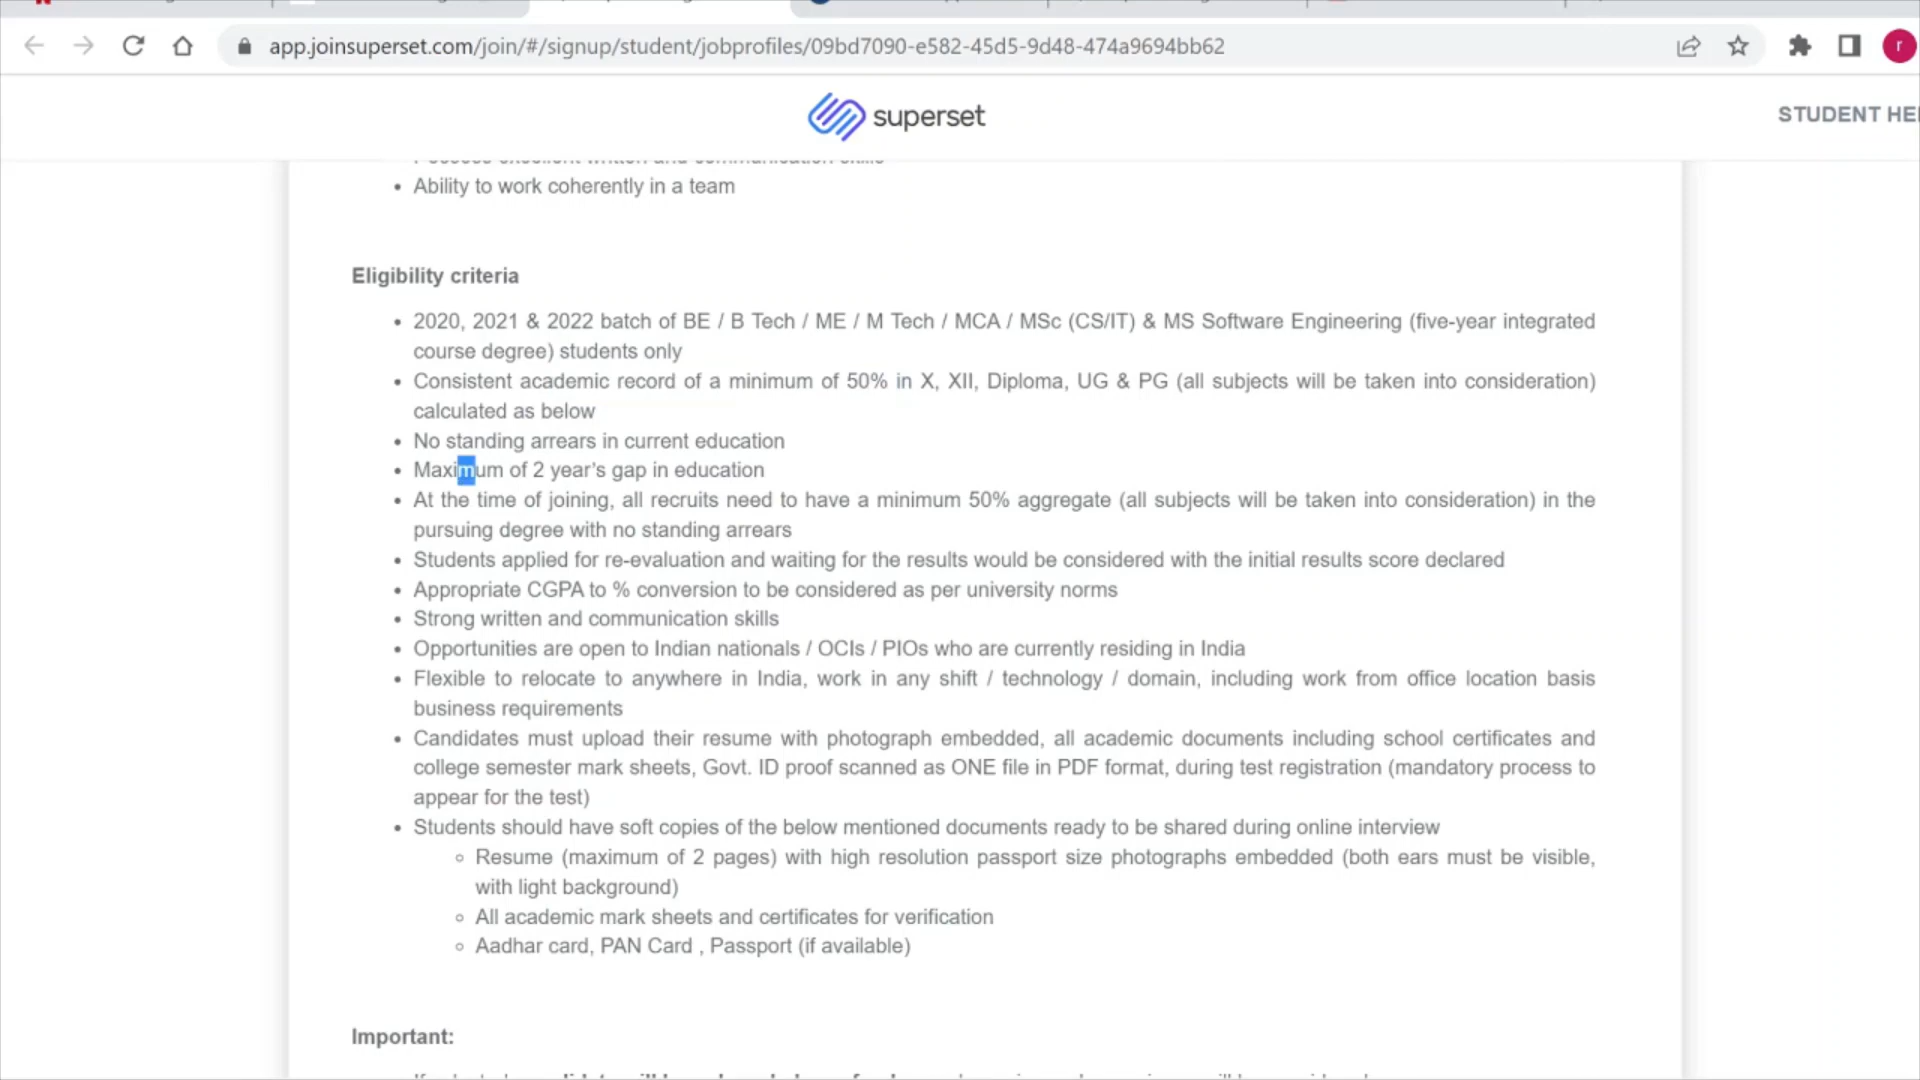 app.joinsuperset.com/join/#/signup/student/jobprofiles/09bd7090-e582-45d5-9d48-474a9694bb62
r
superset
STUDENT HE
• Ability to work coherently in a team
Eligibility criteria
• 2020, 2021 & 2022 batch of BE / B Tech / ME / M Tech / MCA / MSc (CS/IT) & MS Software Engineering (five-year integrated
course degree) students only
• Consistent academic record of a minimum of 50% in X, XII, Diploma, UG & PG (all subjects will be taken into consideration)
calculated as below
• No standing arrears in current education
• Maximum of 2 year's gap in education
• At the time of joining, all recruits need to have a minimum 50% aggregate (all subjects will be taken into consideration) in the
pursuing degree with no standing arrears
• Students applied for re-evaluation and waiting for the results would be considered with the initial results score declared
• Appropriate CGPA to % conversion to be considered as per university norms
• Strong written and communication skills
• Opportunities are open to Indian nationals / OCIs / PIOs who are currently residing in India
• Flexible to relocate to anywhere in India, work in any shift / technology / domain, including work from office location basis
business requirements
• Candidates must upload their resume with photograph embedded, all academic documents including school certificates and
college semester mark sheets, Govt. ID proof scanned as ONE file in PDF format, during test registration (mandatory process to
appear for the test)
• Students should have soft copies of the below mentioned documents ready to be shared during online interview
◦ Resume (maximum of 2 pages) with high resolution passport size photographs embedded (both ears must be visible,
with light background)
◦ All academic mark sheets and certificates for verification
◦ Aadhar card, PAN Card , Passport (if available)
Important: